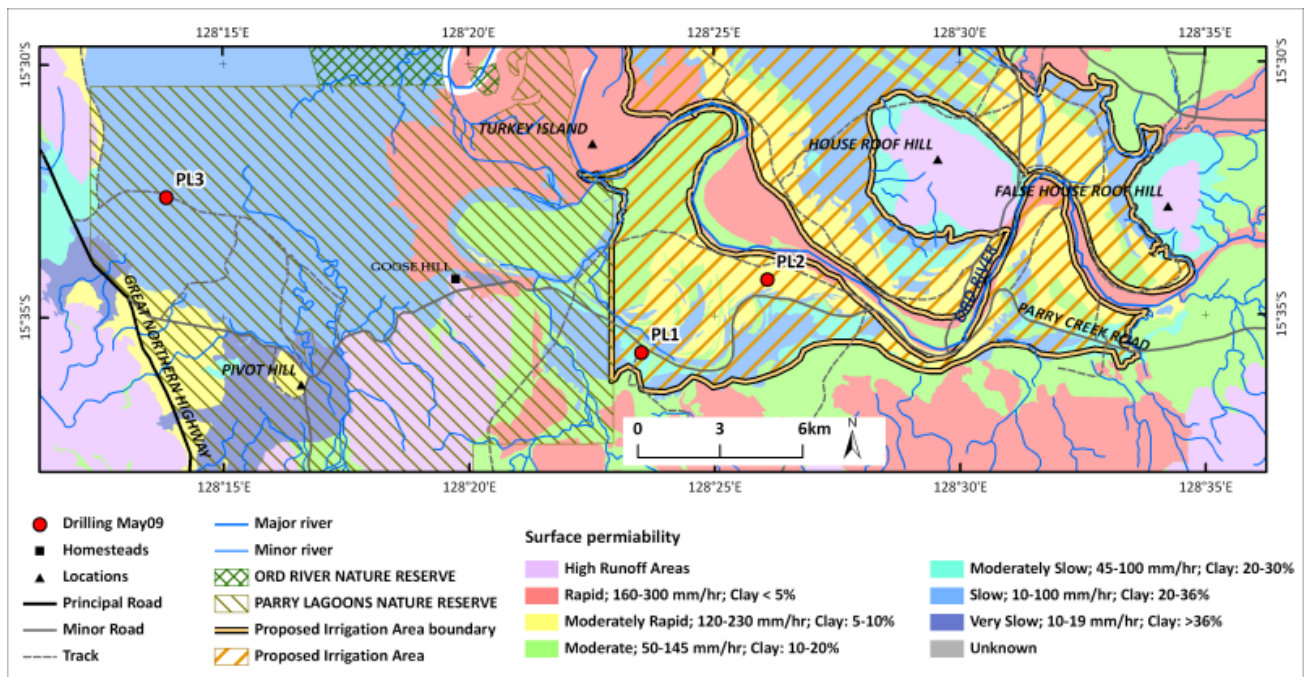 128°15'E 128°20'E 128°25'E 128°30'E 128°35'E
15°30'S 15°30'S
TURKEY ISLAND
HOUSE ROOF HILL
PL3
FALSE HOUSE ROOF HILL
GOOSE HILL
PL2
ORD RIVER
15°35'S 15°35'S
GREAT NORTHERN HIGHWAY
PARRY CREEK ROAD
PL1
PIVOT HILL
0 3 6km
N
128°15'E 128°20'E 128°25'E 128°30'E 128°35'E
Drilling May09
Homesteads
Locations
Principal Road
Minor Road
Track
Major river
Minor river
ORD RIVER NATURE RESERVE
PARRY LAGOONS NATURE RESERVE
Proposed Irrigation Area boundary
Proposed Irrigation Area
Surface permiability
High Runoff Areas
Rapid; 160-300 mm/hr; Clay < 5%
Moderately Rapid; 120-230 mm/hr; Clay: 5-10%
Moderate; 50-145 mm/hr; Clay: 10-20%
Moderately Slow; 45-100 mm/hr; Clay: 20-30%
Slow; 10-100 mm/hr; Clay: 20-36%
Very Slow; 10-19 mm/hr; Clay: >36%
Unknown